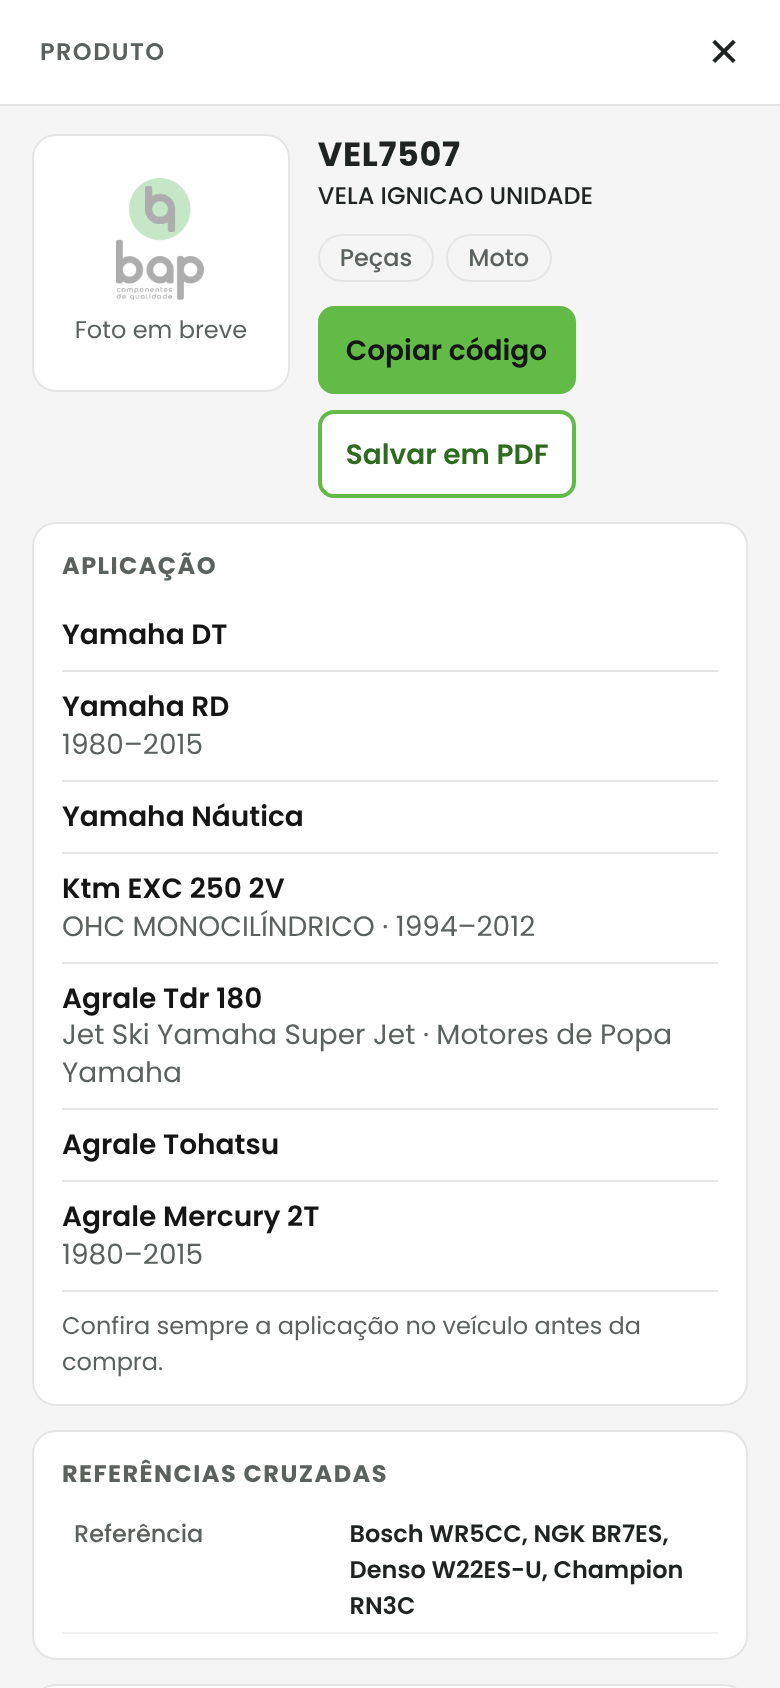 PRODUTO
VEL7507
VELA IGNICAO UNIDADE
Peças
Moto
bap
componentes
de qualidade
Foto em breve
Copiar código
Salvar em PDF
APLICAÇÃO
Yamaha DT
Yamaha RD
1980–2015
Yamaha Náutica
Ktm EXC 250 2V
OHC MONOCILÍNDRICO · 1994–2012
Agrale Tdr 180
Jet Ski Yamaha Super Jet · Motores de Popa
Yamaha
Agrale Tohatsu
Agrale Mercury 2T
1980–2015
Confira sempre a aplicação no veículo antes da
compra.
REFERÊNCIAS CRUZADAS
Referência
Bosch WR5CC, NGK BR7ES,
Denso W22ES-U, Champion
RN3C